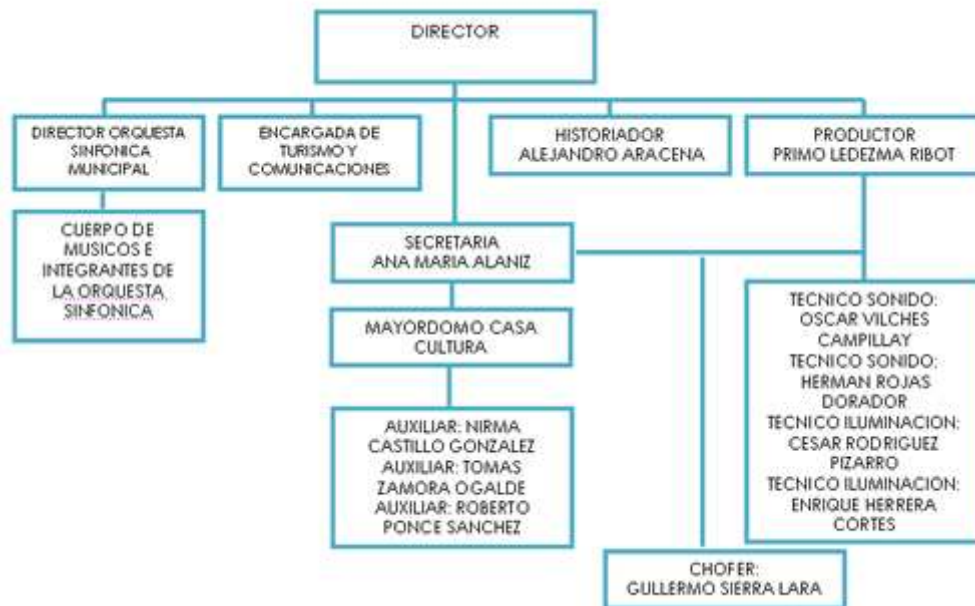 DIRECTOR
DIRECTOR ORQUESTA
SINFONICA
MUNICIPAL
ENCARGADA DE
TURISMO Y
COMUNICACIONES
HISTORIADOR
ALEJANDRO ARACENA
PRODUCTOR
PRIMO LEDEZMA RIBOT
CUERPO DE
MUSICOS E
INTEGRANTES DE
LA ORQUESTA
SINFONICA
SECRETARIA
ANA MARIA ALANIZ
MAYORDOMO CASA
CULTURA
AUXILIAR: NIRMA
CASTILLO GONZALEZ
AUXILIAR: TOMAS
ZAMORA OGALDE
AUXILIAR: ROBERTO
PONCE SANCHEZ
TECNICO SONIDO:
OSCAR VILCHES
CAMPILLAY
TECNICO SONIDO:
HERMAN ROJAS
DORADOR
TECNICO ILUMINACION:
CESAR RODRIGUEZ
PIZARRO
TECNICO ILUMINACION:
ENRIQUE HERRERA
CORTES
CHOFER:
GUILLERMO SIERRA LARA